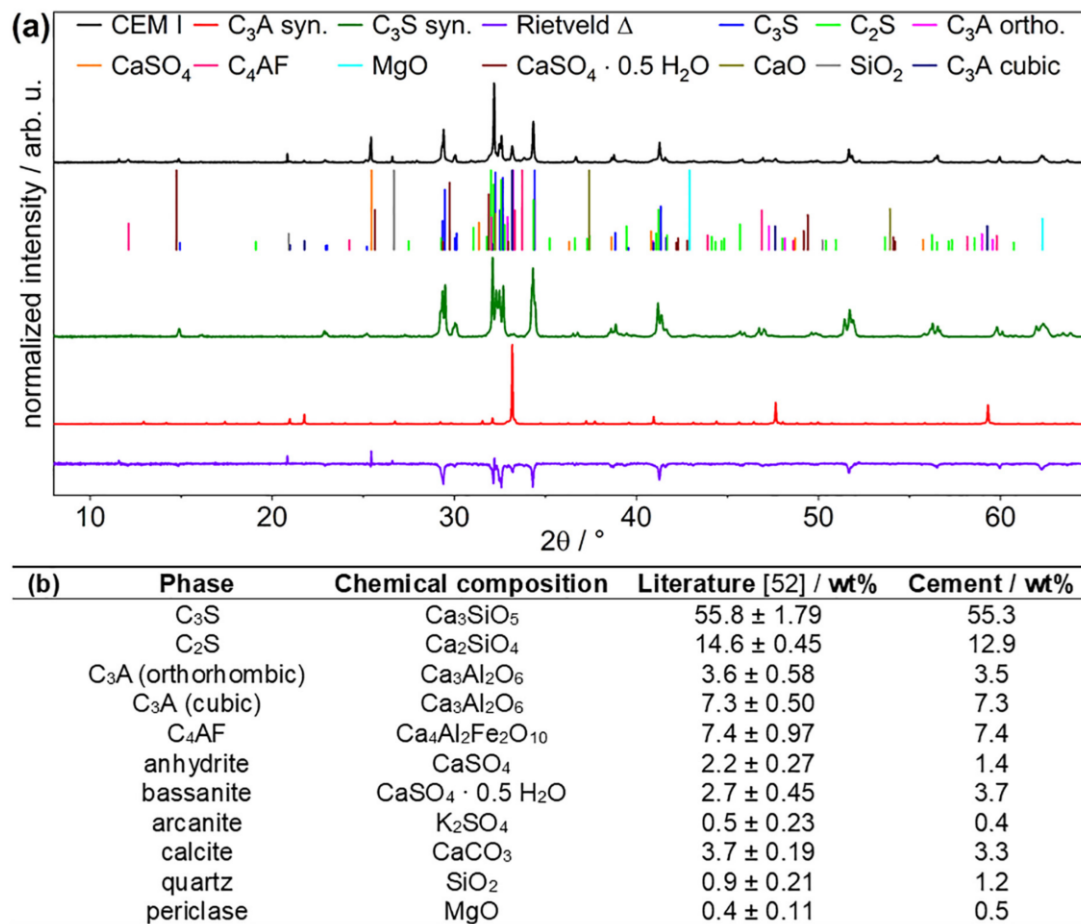 (a) CEM I C₃A syn. C₃S syn. Rietveld Δ C₃S C₂S C₃A ortho.
CaSO₄ C₄AF MgO CaSO₄ · 0.5 H₂O CaO SiO₂ C₃A cubic
normalized intensity / arb. u.
10 20 30 40 50 60
2θ / °
(b) Phase Chemical composition Literature [52] / wt% Cement / wt%
C₃S Ca₃SiO₅ 55.8 ± 1.79 55.3
C₂S Ca₂SiO₄ 14.6 ± 0.45 12.9
C₃A (orthorhombic) Ca₃Al₂O₆ 3.6 ± 0.58 3.5
C₃A (cubic) Ca₃Al₂O₆ 7.3 ± 0.50 7.3
C₄AF Ca₄Al₂Fe₂O₁₀ 7.4 ± 0.97 7.4
anhydrite CaSO₄ 2.2 ± 0.27 1.4
bassanite CaSO₄ · 0.5 H₂O 2.7 ± 0.45 3.7
arcanite K₂SO₄ 0.5 ± 0.23 0.4
calcite CaCO₃ 3.7 ± 0.19 3.3
quartz SiO₂ 0.9 ± 0.21 1.2
periclase MgO 0.4 ± 0.11 0.5